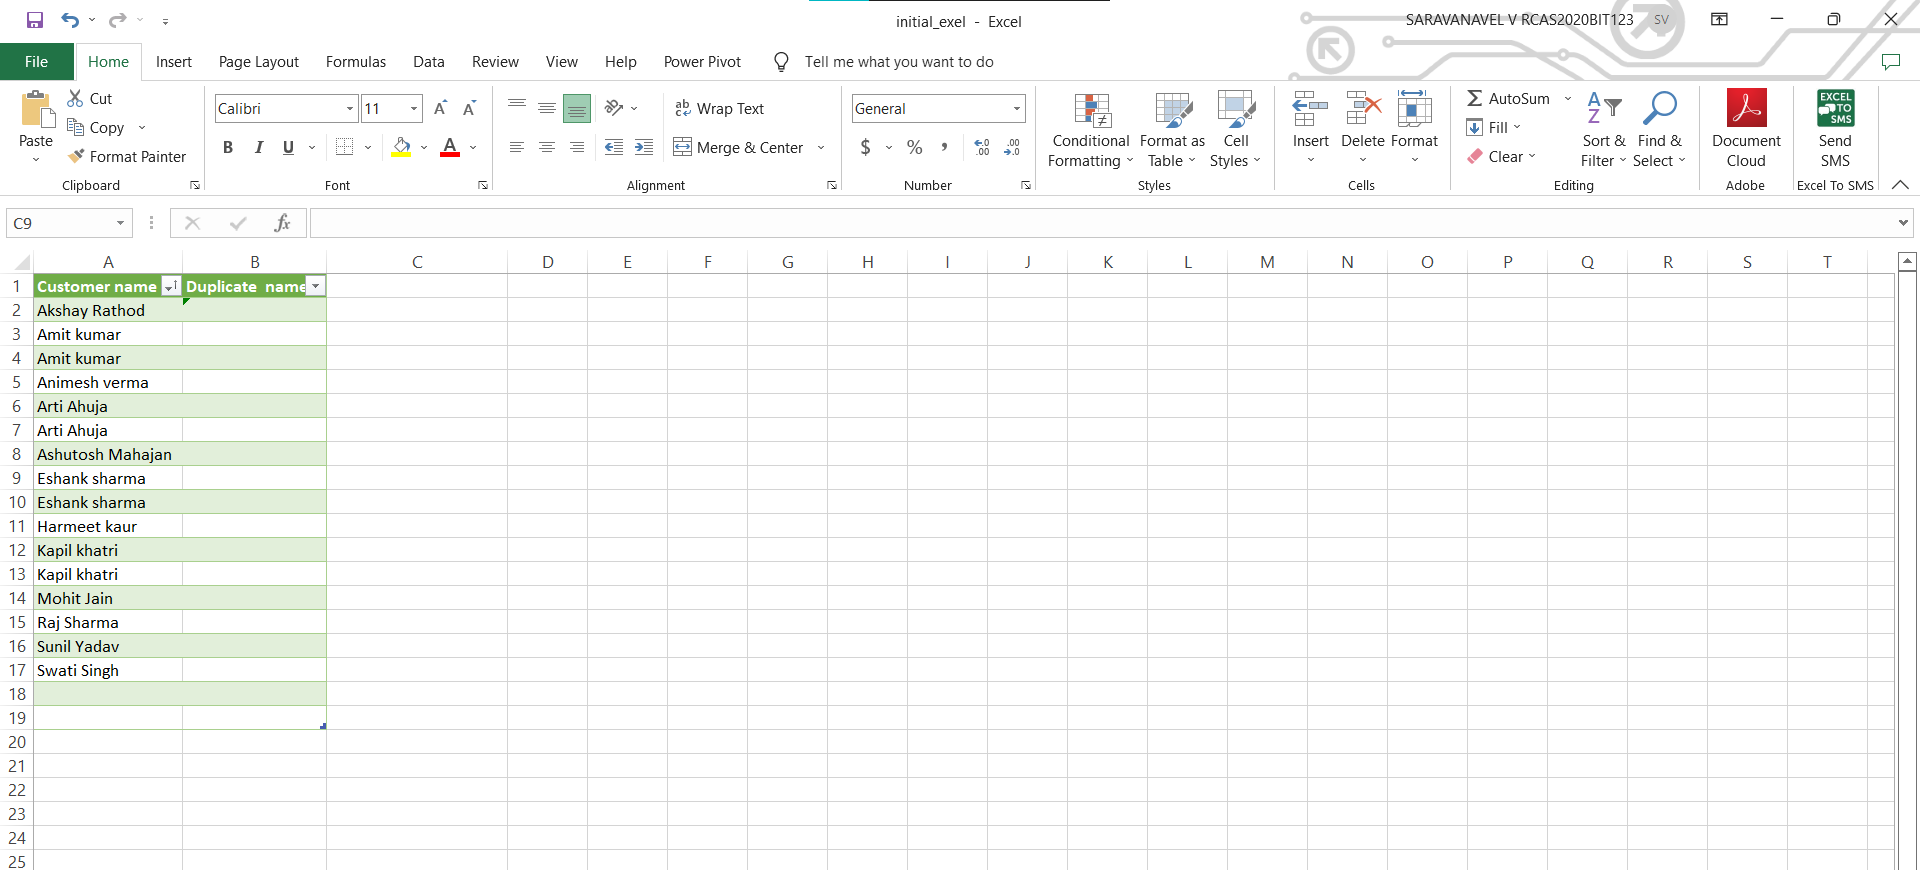 initial_exel - Excel
SARAVANAVEL V RCAS2020BIT123 SV
File Home Insert Page Layout Formulas Data Review View Help Power Pivot Tell me what you want to do
Paste
Cut
Copy
Format Painter
Clipboard
Calibri 11 A A
B I U A
Font
ab Wrap Text
Merge & Center
Alignment
General
$ % ,
Number
Conditional Formatting
Format as Table
Cell Styles
Styles
Insert Delete Format
Cells
Σ AutoSum
Fill
Clear
Sort & Filter
Find & Select
Editing
Document Cloud
Adobe
EXCEL TO SMS
Send SMS
Excel To SMS
C9 fx
A B C D E F G H I J K L M N O P Q R S T
1 Customer name Duplicate name
2 Akshay Rathod
3 Amit kumar
4 Amit kumar
5 Animesh verma
6 Arti Ahuja
7 Arti Ahuja
8 Ashutosh Mahajan
9 Eshank sharma
10 Eshank sharma
11 Harmeet kaur
12 Kapil khatri
13 Kapil khatri
14 Mohit Jain
15 Raj Sharma
16 Sunil Yadav
17 Swati Singh
18
19
20
21
22
23
24
25